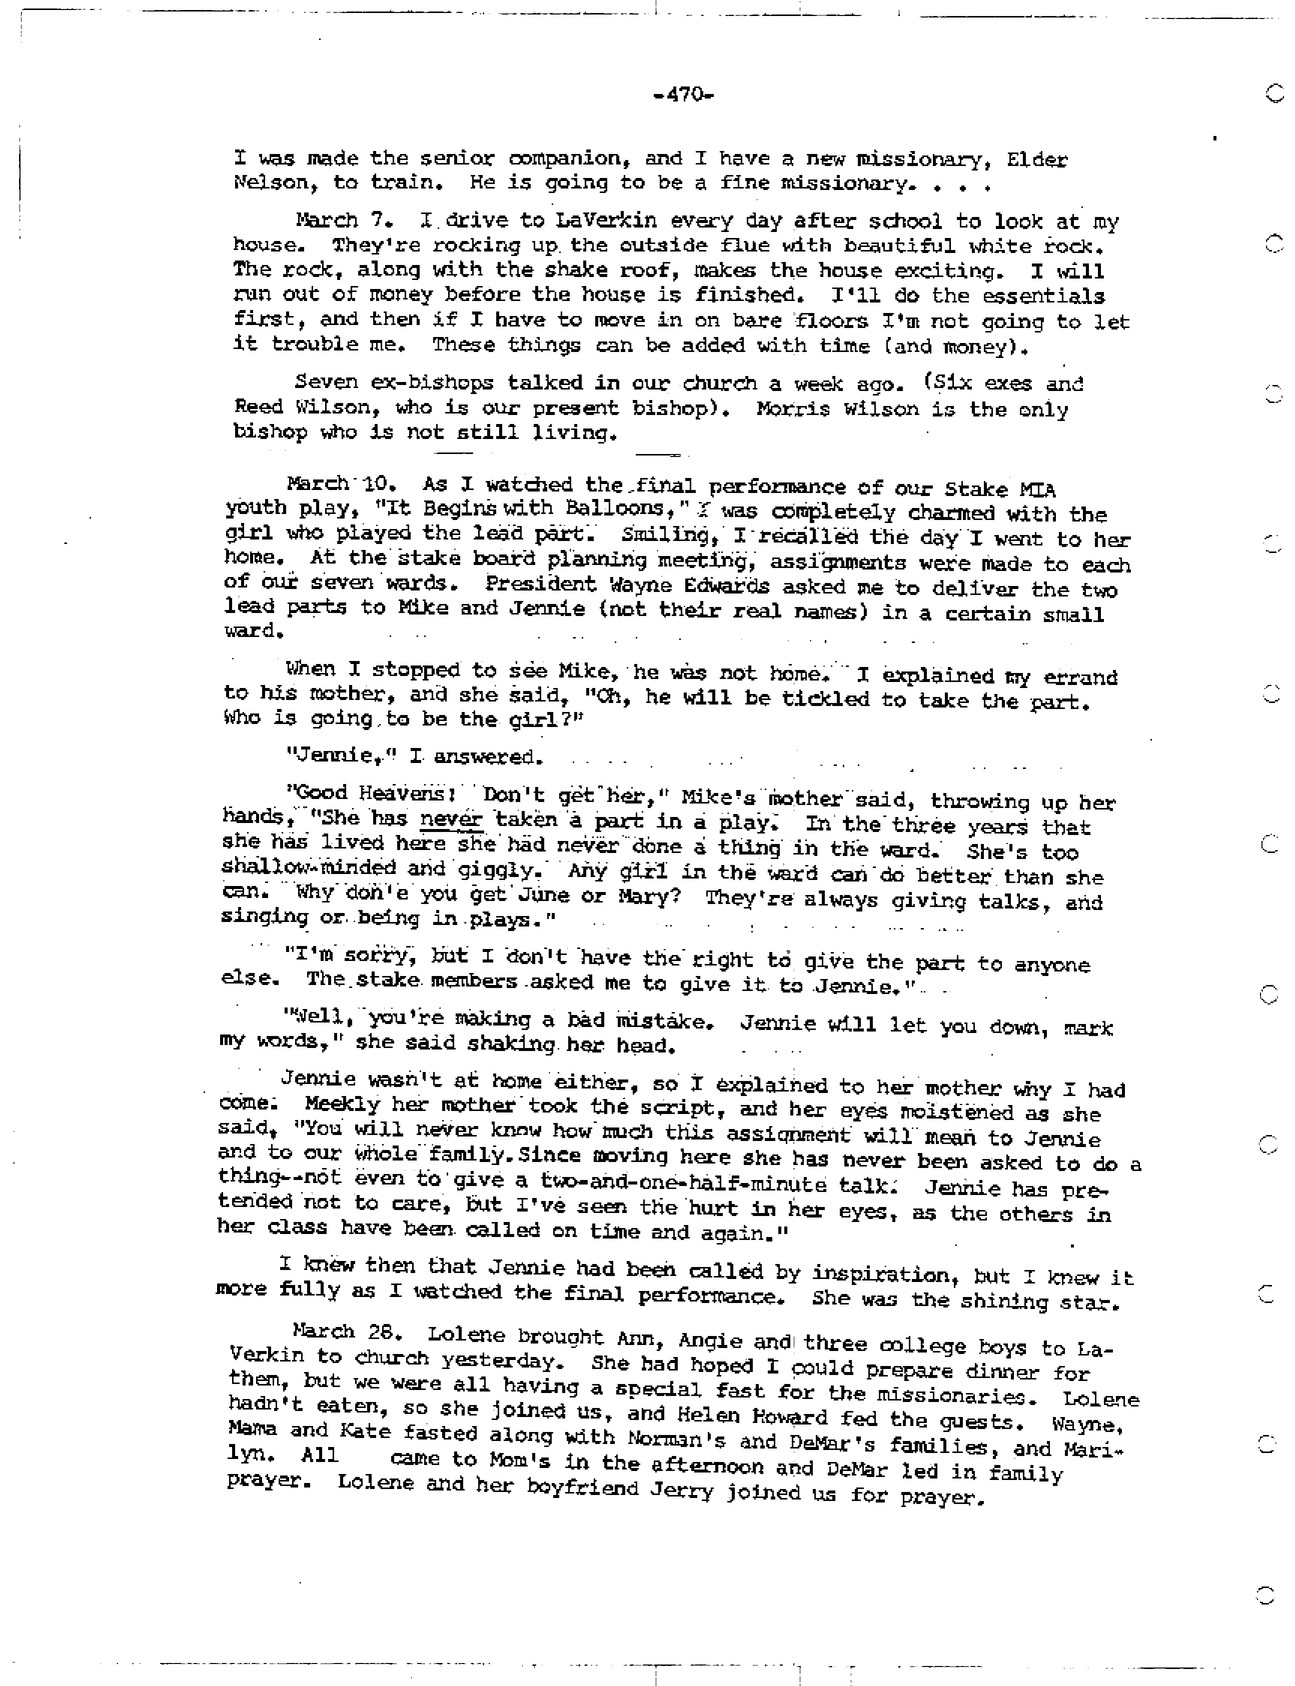 -470-
I was made the senior companion, and I have a new missionary, Elder
Nelson, to train. He is going to be a fine missionary. . . .
March 7. I drive to LaVerkin every day after school to look at my
house. They're rocking up the outside flue with beautiful white rock.
The rock, along with the shake roof, makes the house exciting. I will
run out of money before the house is finished. I'll do the essentials
first, and then if I have to move in on bare floors I'm not going to let
it trouble me. These things can be added with time (and money).
Seven ex-bishops talked in our church a week ago. (Six exes and
Reed Wilson, who is our present bishop). Morris Wilson is the only
bishop who is not still living.
March 10. As I watched the final performance of our Stake MIA
youth play, "It Begins with Balloons," I was completely charmed with the
girl who played the lead part. Smiling, I recalled the day I went to her
home. At the stake board planning meeting, assignments were made to each
of our seven wards. President Wayne Edwards asked me to deliver the two
lead parts to Mike and Jennie (not their real names) in a certain small
ward.
When I stopped to see Mike, he was not home. I explained my errand
to his mother, and she said, "Oh, he will be tickled to take the part.
Who is going to be the girl?"
"Jennie," I answered.
"Good Heavens! Don't get her," Mike's mother said, throwing up her
hands, "She has never taken a part in a play. In the three years that
she has lived here she had never done a thing in the ward. She's too
shallow-minded and giggly. Any girl in the ward can do better than she
can. Why don'e you get June or Mary? They're always giving talks, and
singing or being in plays."
"I'm sorry, but I don't have the right to give the part to anyone
else. The stake members asked me to give it to Jennie."
"Well, you're making a bad mistake. Jennie will let you down, mark
my words," she said shaking her head.
Jennie wasn't at home either, so I explained to her mother why I had
come. Meekly her mother took the script, and her eyes moistened as she
said, "You will never know how much this assignment will mean to Jennie
and to our whole family. Since moving here she has never been asked to do a
thing--not even to give a two-and-one-half-minute talk. Jennie has pre-
tended not to care, but I've seen the hurt in her eyes, as the others in
her class have been called on time and again."
I knew then that Jennie had been called by inspiration, but I knew it
more fully as I watched the final performance. She was the shining star.
March 28. Lolene brought Ann, Angie and three college boys to La-
Verkin to church yesterday. She had hoped I could prepare dinner for
them, but we were all having a special fast for the missionaries. Lolene
hadn't eaten, so she joined us, and Helen Howard fed the guests. Wayne,
Mama and Kate fasted along with Norman's and DeMar's families, and Mari-
lyn. All came to Mom's in the afternoon and DeMar led in family
prayer. Lolene and her boyfriend Jerry joined us for prayer.